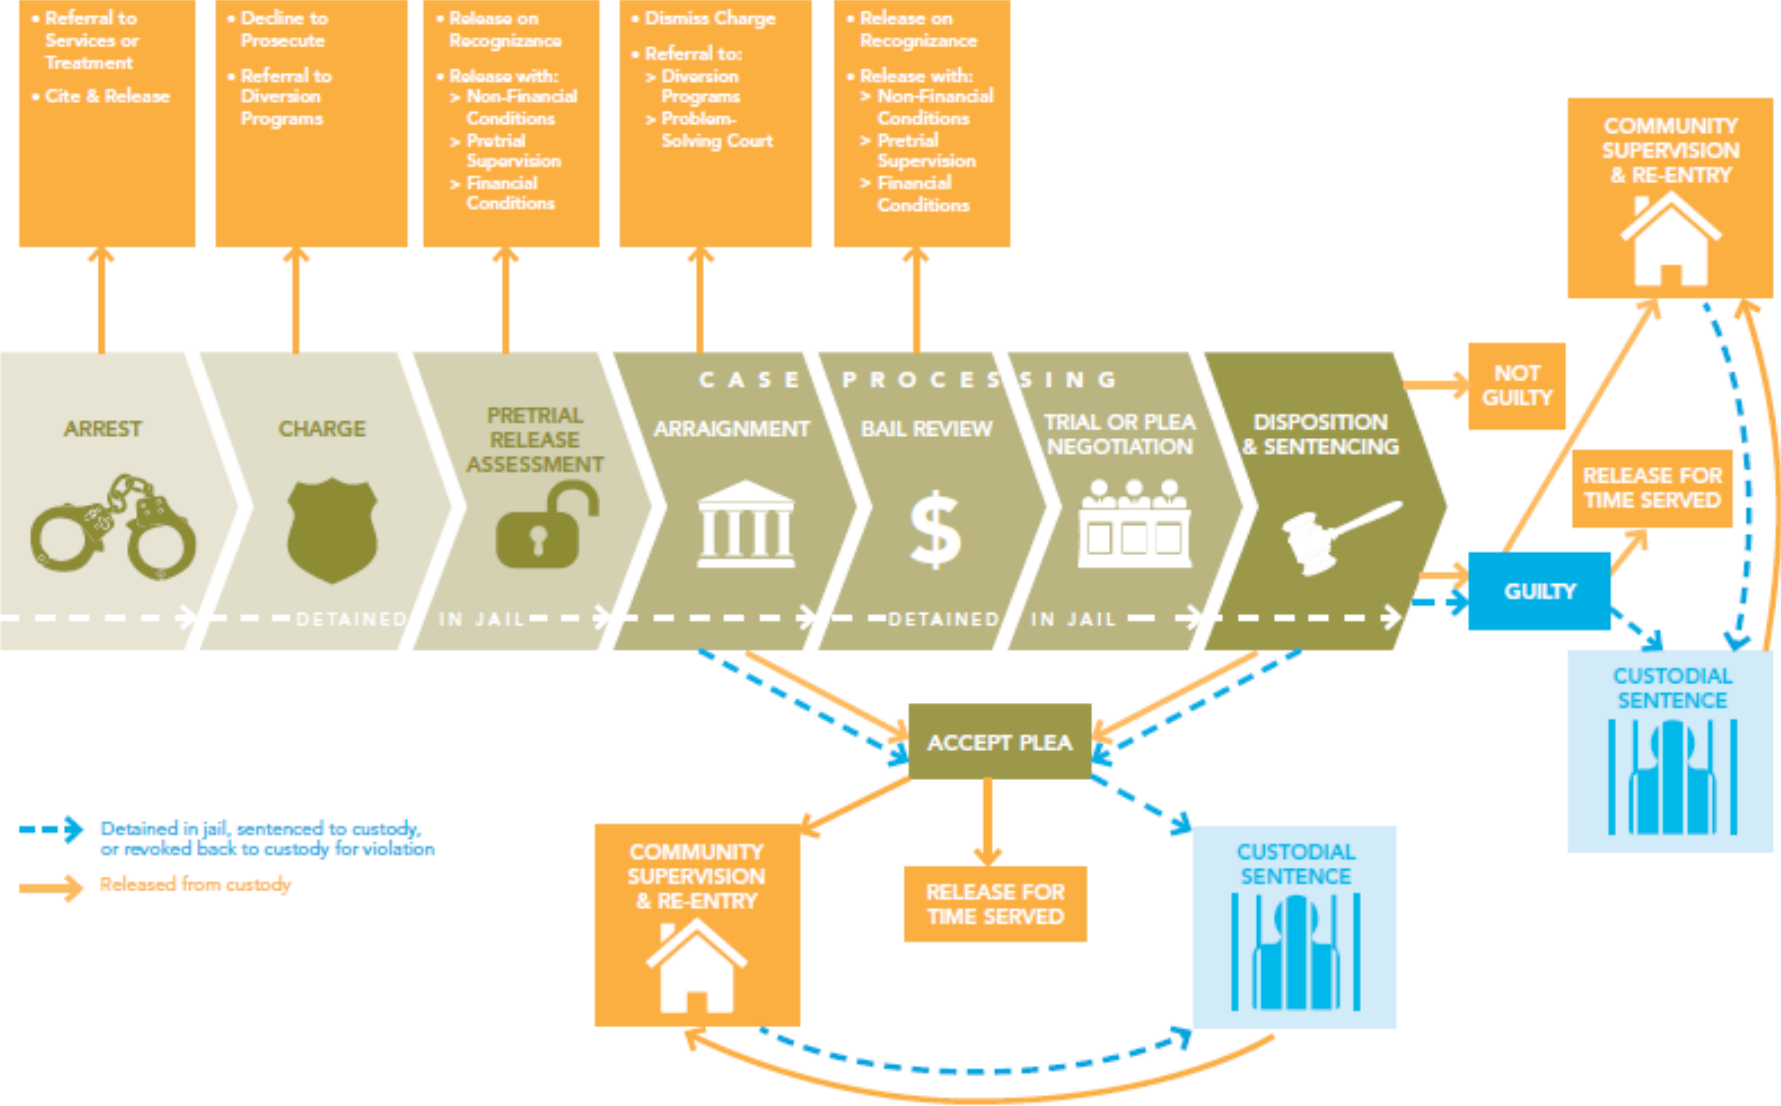 • Referral to
Services or
Treatment
• Cite & Release
• Decline to
Prosecute
• Referral to
Diversion
Programs
• Release on
Recognizance
• Release with:
> Non-Financial
Conditions
> Pretrial
Supervision
> Financial
Conditions
• Dismiss Charge
• Referral to:
> Diversion
Programs
> Problem-
Solving Court
• Release on
Recognizance
• Release with:
> Non-Financial
Conditions
> Pretrial
Supervision
> Financial
Conditions
COMMUNITY
SUPERVISION
& RE-ENTRY
CASE PROCESSING
ARREST
CHARGE
PRETRIAL
RELEASE
ASSESSMENT
ARRAIGNMENT
BAIL REVIEW
$
TRIAL OR PLEA
NEGOTIATION
DISPOSITION
& SENTENCING
NOT
GUILTY
RELEASE FOR
TIME SERVED
GUILTY
DETAINED IN JAIL
DETAINED IN JAIL
CUSTODIAL
SENTENCE
ACCEPT PLEA
Detained in jail, sentenced to custody,
or revoked back to custody for violation
Released from custody
COMMUNITY
SUPERVISION
& RE-ENTRY
RELEASE FOR
TIME SERVED
CUSTODIAL
SENTENCE